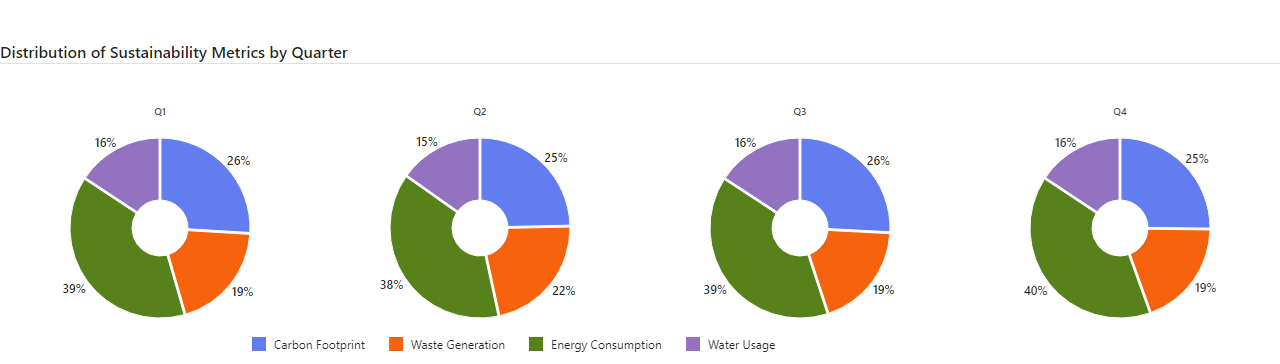 Distribution of Sustainability Metrics by Quarter
Q1
Q2
Q3
Q4
16%
26%
39%
19%
15%
25%
38%
22%
16%
26%
39%
19%
16%
25%
40%
19%
Carbon Footprint
Waste Generation
Energy Consumption
Water Usage